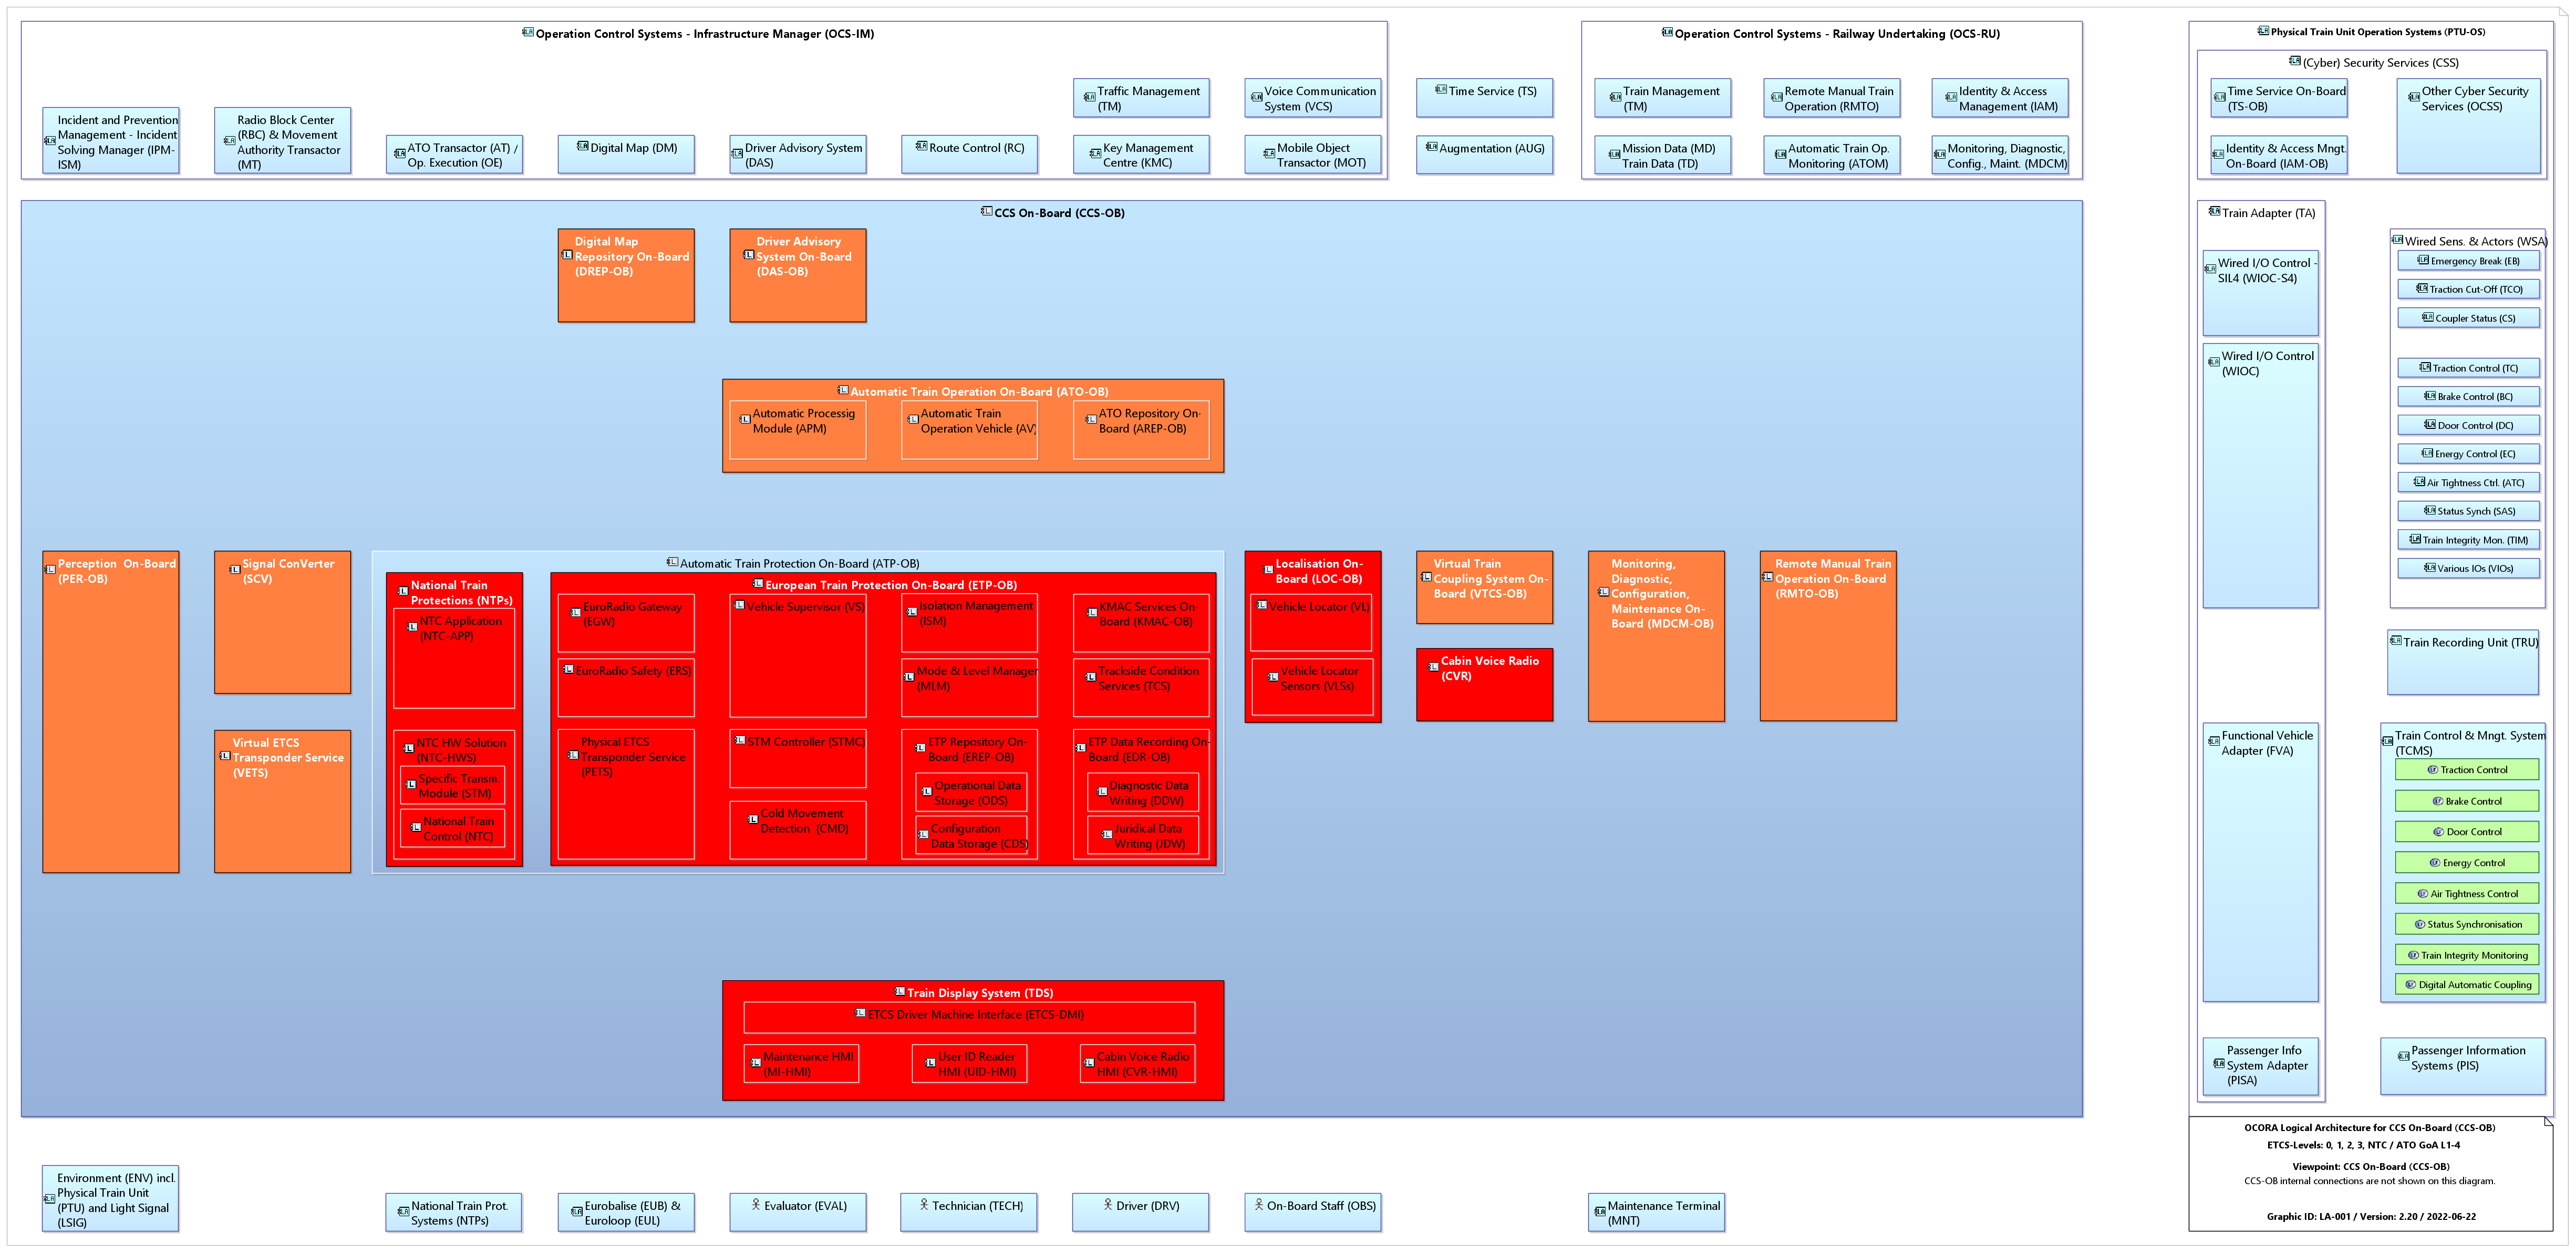 Operation Control Systems - Infrastructure Manager (OCS-IM)
Incident and Prevention
Management - Incident
Solving Manager (IPM-
ISM)
Radio Block Center
(RBC) & Movement
Authority Transactor
(MT)
ATO Transactor (AT) /
Op. Execution (OE)
Digital Map (DM)
Driver Advisory System
(DAS)
Route Control (RC)
Traffic Management
(TM)
Key Management
Centre (KMC)
Voice Communication
System (VCS)
Mobile Object
Transactor (MOT)
Time Service (TS)
Augmentation (AUG)
Operation Control Systems - Railway Undertaking (OCS-RU)
Train Management
(TM)
Remote Manual Train
Operation (RMTO)
Identity & Access
Management (IAM)
Mission Data (MD)
Train Data (TD)
Automatic Train Op.
Monitoring (ATOM)
Monitoring, Diagnostic,
Config., Maint. (MDCM)
Physical Train Unit Operation Systems (PTU-OS)
(Cyber) Security Services (CSS)
Time Service On-Board
(TS-OB)
Other Cyber Security
Services (OCSS)
Identity & Access Mngt.
On-Board (IAM-OB)
Train Adapter (TA)
Wired I/O Control -
SIL4 (WIOC-S4)
Wired I/O Control
(WIOC)
Functional Vehicle
Adapter (FVA)
Passenger Info
System Adapter
(PISA)
Wired Sens. & Actors (WSA)
Emergency Break (EB)
Traction Cut-Off (TCO)
Coupler Status (CS)
Traction Control (TC)
Brake Control (BC)
Door Control (DC)
Energy Control (EC)
Air Tightness Ctrl. (ATC)
Status Synch (SAS)
Train Integrity Mon. (TIM)
Various IOs (VIOs)
Train Recording Unit (TRU)
Train Control & Mngt. System
(TCMS)
Traction Control
Brake Control
Door Control
Energy Control
Air Tightness Control
Status Synchronisation
Train Integrity Monitoring
Digital Automatic Coupling
Passenger Information
Systems (PIS)
CCS On-Board (CCS-OB)
Digital Map
Repository On-Board
(DREP-OB)
Driver Advisory
System On-Board
(DAS-OB)
Automatic Train Operation On-Board (ATO-OB)
Automatic Processig
Module (APM)
Automatic Train
Operation Vehicle (AV)
ATO Repository On-
Board (AREP-OB)
Perception On-Board
(PER-OB)
Signal ConVerter
(SCV)
Virtual ETCS
Transponder Service
(VETS)
Automatic Train Protection On-Board (ATP-OB)
National Train
Protections (NTPs)
NTC Application
(NTC-APP)
NTC HW Solution
(NTC-HWS)
Specific Transm.
Module (STM)
National Train
Control (NTC)
European Train Protection On-Board (ETP-OB)
EuroRadio Gateway
(EGW)
EuroRadio Safety (ERS)
Physical ETCS
Transponder Service
(PETS)
Vehicle Supervisor (VS)
STM Controller (STMC)
Cold Movement
Detection (CMD)
Isolation Management
(ISM)
Mode & Level Manager
(MLM)
ETP Repository On-
Board (EREP-OB)
Operational Data
Storage (ODS)
Configuration
Data Storage (CDS)
KMAC Services On-
Board (KMAC-OB)
Trackside Condition
Services (TCS)
ETP Data Recording On-
Board (EDR-OB)
Diagnostic Data
Writing (DDW)
Juridical Data
Writing (JDW)
Localisation On-
Board (LOC-OB)
Vehicle Locator (VL)
Vehicle Locator
Sensors (VLSs)
Virtual Train
Coupling System On-
Board (VTCS-OB)
Cabin Voice Radio
(CVR)
Monitoring,
Diagnostic,
Configuration,
Maintenance On-
Board (MDCM-OB)
Remote Manual Train
Operation On-Board
(RMTO-OB)
Train Display System (TDS)
ETCS Driver Machine Interface (ETCS-DMI)
Maintenance HMI
(MI-HMI)
User ID Reader
HMI (UID-HMI)
Cabin Voice Radio
HMI (CVR-HMI)
Environment (ENV) incl.
Physical Train Unit
(PTU) and Light Signal
(LSIG)
National Train Prot.
Systems (NTPs)
Eurobalise (EUB) &
Euroloop (EUL)
Evaluator (EVAL)
Technician (TECH)
Driver (DRV)
On-Board Staff (OBS)
Maintenance Terminal
(MNT)
OCORA Logical Architecture for CCS On-Board (CCS-OB)
ETCS-Levels: 0, 1, 2, 3, NTC / ATO GoA L1-4
Viewpoint: CCS On-Board (CCS-OB)
CCS-OB internal connections are not shown on this diagram.
Graphic ID: LA-001 / Version: 2.20 / 2022-06-22